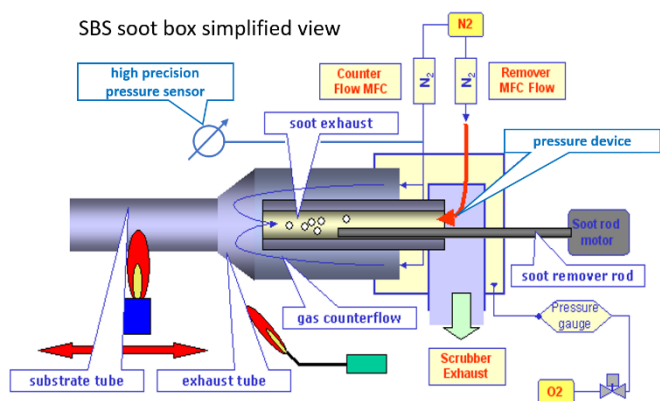 SBS soot box simplified view
N2
high precision
pressure sensor
Counter
Flow MFC
N2
N2
Remover
MFC Flow
soot exhaust
pressure device
Soot rod
motor
soot remover rod
gas counterflow
Pressure
gauge
substrate tube
exhaust tube
Scrubber
Exhaust
O2